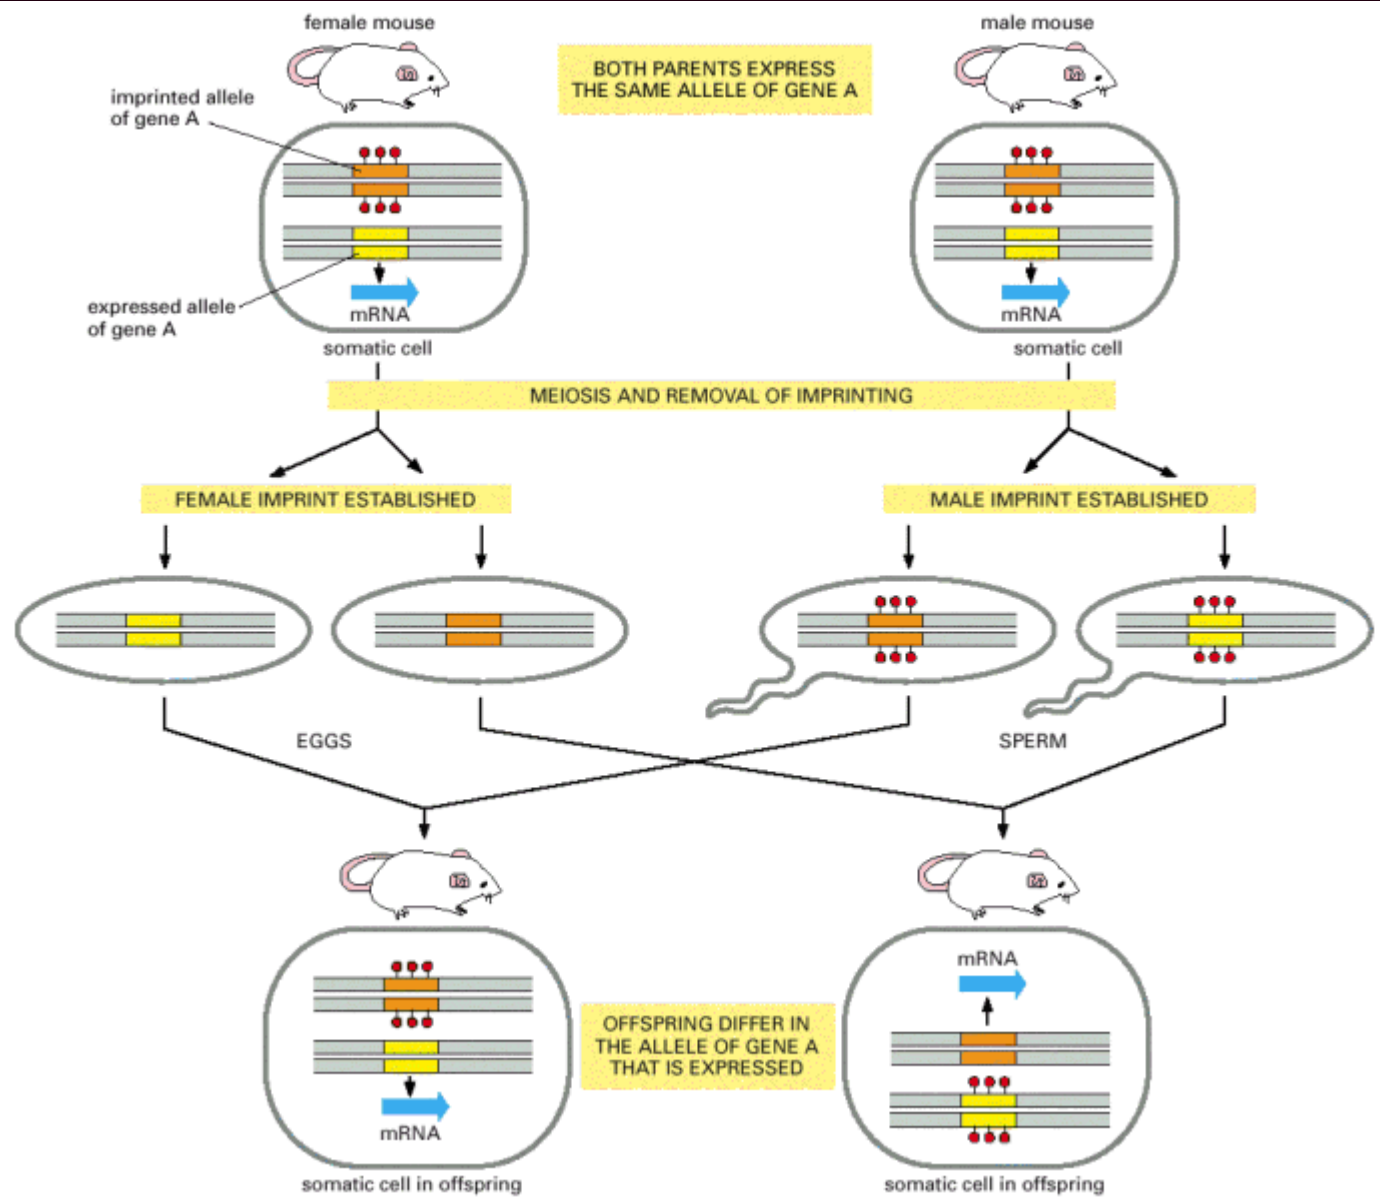 female mouse
male mouse
BOTH PARENTS EXPRESS
THE SAME ALLELE OF GENE A
imprinted allele
of gene A
expressed allele
of gene A
mRNA
mRNA
somatic cell
somatic cell
MEIOSIS AND REMOVAL OF IMPRINTING
FEMALE IMPRINT ESTABLISHED
MALE IMPRINT ESTABLISHED
EGGS
SPERM
mRNA
OFFSPRING DIFFER IN
THE ALLELE OF GENE A
THAT IS EXPRESSED
mRNA
somatic cell in offspring
somatic cell in offspring